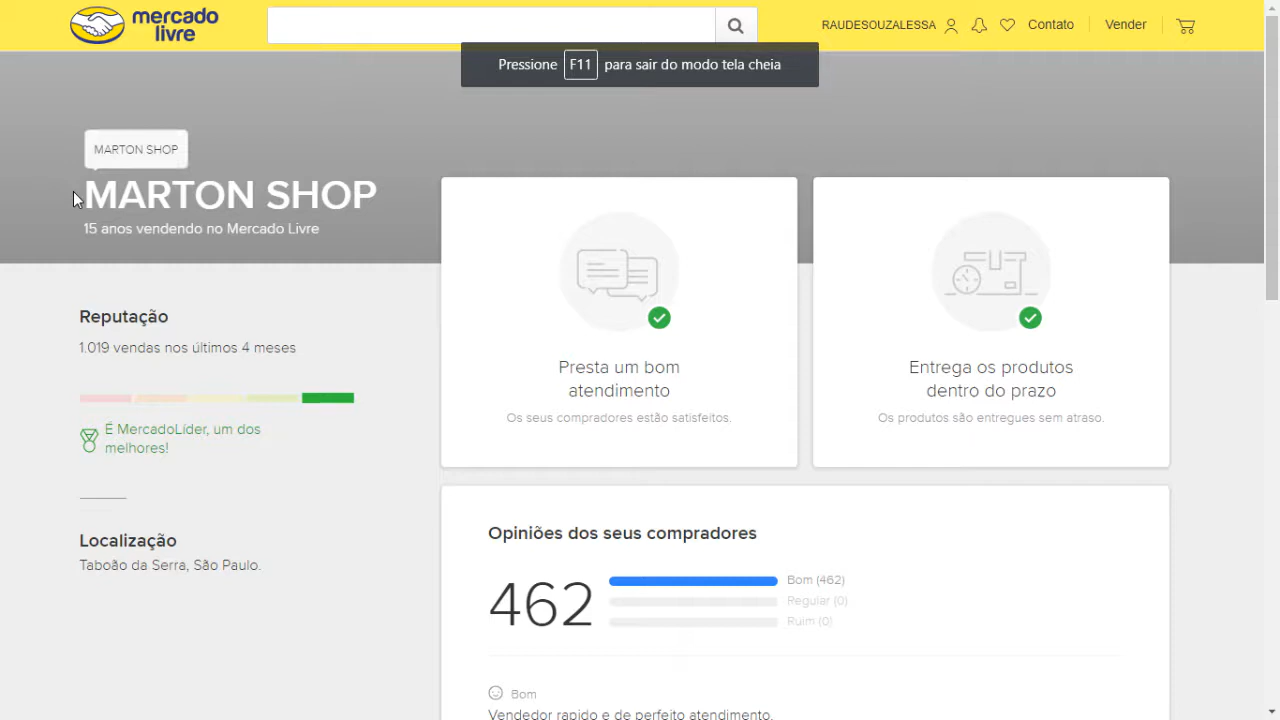 mercado
livre
RAUDESOUZALESSA
Contato
Vender
Pressione F11 para sair do modo tela cheia
MARTON SHOP
MARTON SHOP
15 anos vendendo no Mercado Livre
Reputação
1.019 vendas nos últimos 4 meses
É MercadoLíder, um dos
melhores!
Localização
Taboão da Serra, São Paulo.
Presta um bom
atendimento
Os seus compradores estão satisfeitos.
Entrega os produtos
dentro do prazo
Os produtos são entregues sem atraso.
Opiniões dos seus compradores
462
Bom (462)
Regular (0)
Ruim (0)
Bom
Vendedor rapido e de perfeito atendimento.